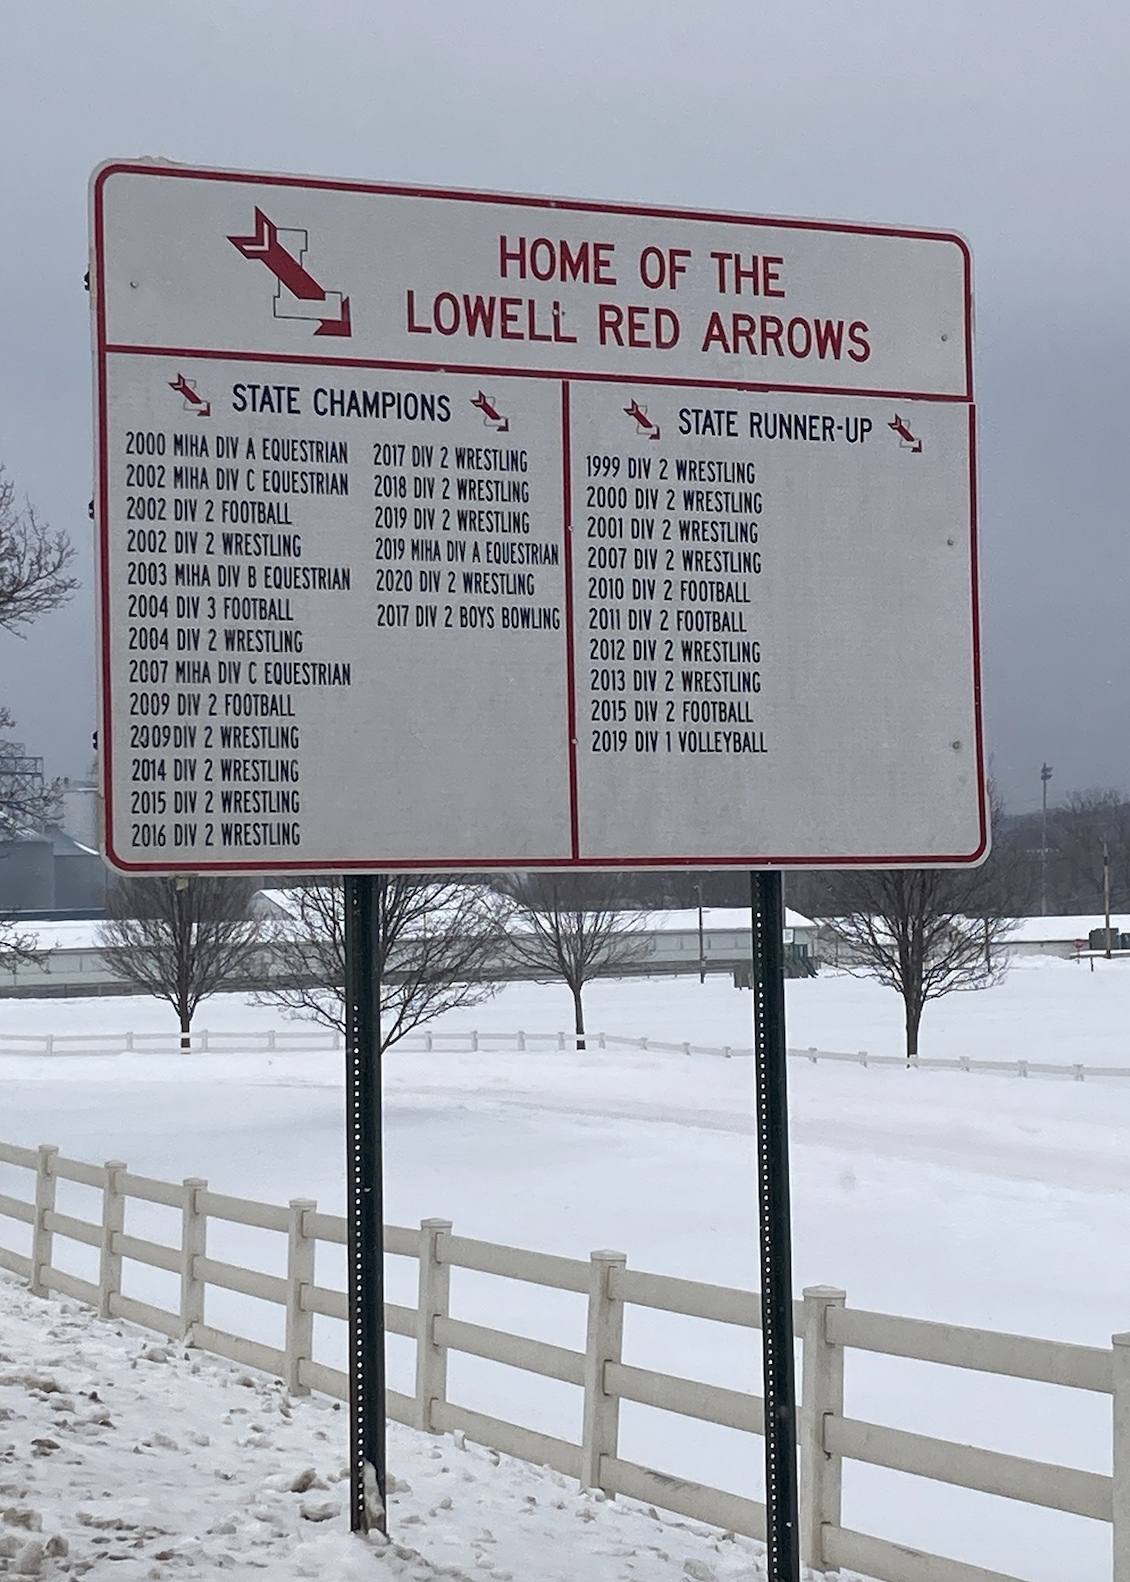 HOME OF THE
LOWELL RED ARROWS
STATE CHAMPIONS
2000 MIHA DIV A EQUESTRIAN
2002 MIHA DIV C EQUESTRIAN
2002 DIV 2 FOOTBALL
2002 DIV 2 WRESTLING
2003 MIHA DIV B EQUESTRIAN
2004 DIV 3 FOOTBALL
2004 DIV 2 WRESTLING
2007 MIHA DIV C EQUESTRIAN
2009 DIV 2 FOOTBALL
2009 DIV 2 WRESTLING
2014 DIV 2 WRESTLING
2015 DIV 2 WRESTLING
2016 DIV 2 WRESTLING
2017 DIV 2 WRESTLING
2018 DIV 2 WRESTLING
2019 DIV 2 WRESTLING
2019 MIHA DIV A EQUESTRIAN
2020 DIV 2 WRESTLING
2017 DIV 2 BOYS BOWLING
STATE RUNNER-UP
1999 DIV 2 WRESTLING
2000 DIV 2 WRESTLING
2001 DIV 2 WRESTLING
2007 DIV 2 WRESTLING
2010 DIV 2 FOOTBALL
2011 DIV 2 FOOTBALL
2012 DIV 2 WRESTLING
2013 DIV 2 WRESTLING
2015 DIV 2 FOOTBALL
2019 DIV 1 VOLLEYBALL